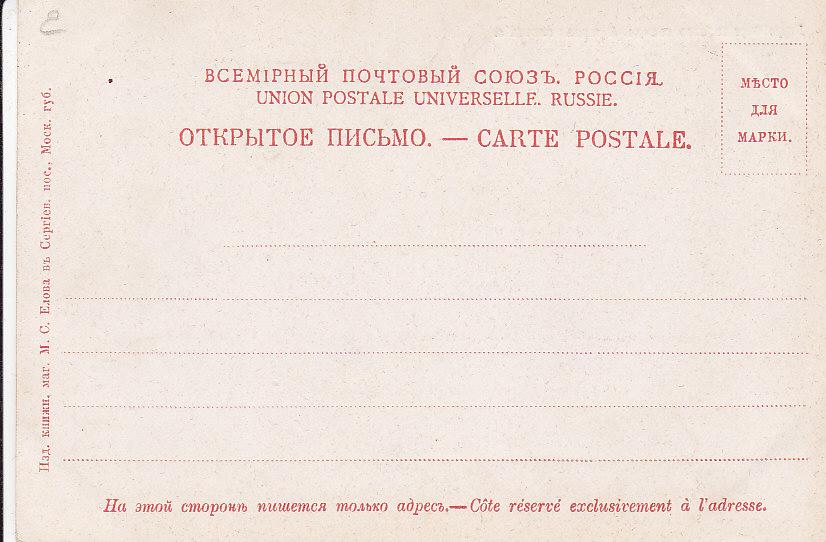 ВСЕМІРНЫЙ ПОЧТОВЫЙ СОЮЗЪ. РОССІЯ.
UNION POSTALE UNIVERSELLE. RUSSIE.
ОТКРЫТОЕ ПИСЬМО. — CARTE POSTALE.
МѢСТО
ДЛЯ
МАРКИ.
Изд. книжн. маг. М. С. Елова въ Сергіев. пос., Моск. губ.
На этой сторонѣ пишется только адресъ.—Côte réservé exclusivement à l'adresse.